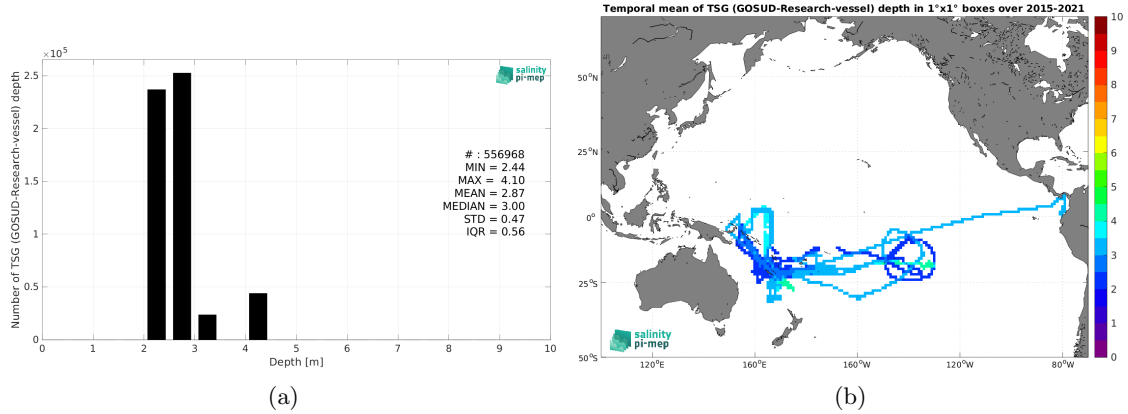 ×10⁵
Number of TSG (GOSUD-Research-vessel) depth
2.5
2
1.5
1
0.5
0
0 1 2 3 4 5 6 7 8 9 10
Depth [m]
salinity
pi-mep
# : 556968
MIN = 2.44
MAX = 4.10
MEAN = 2.87
MEDIAN = 3.00
STD = 0.47
IQR = 0.56
(a)
Temporal mean of TSG (GOSUD-Research-vessel) depth in 1°x1° boxes over 2015-2021
50°N
25°N
0°
25°S
50°S
120°E 160°E 160°W 120°W 80°W
salinity
pi-mep
10
9
8
7
6
5
4
3
2
1
0
(b)